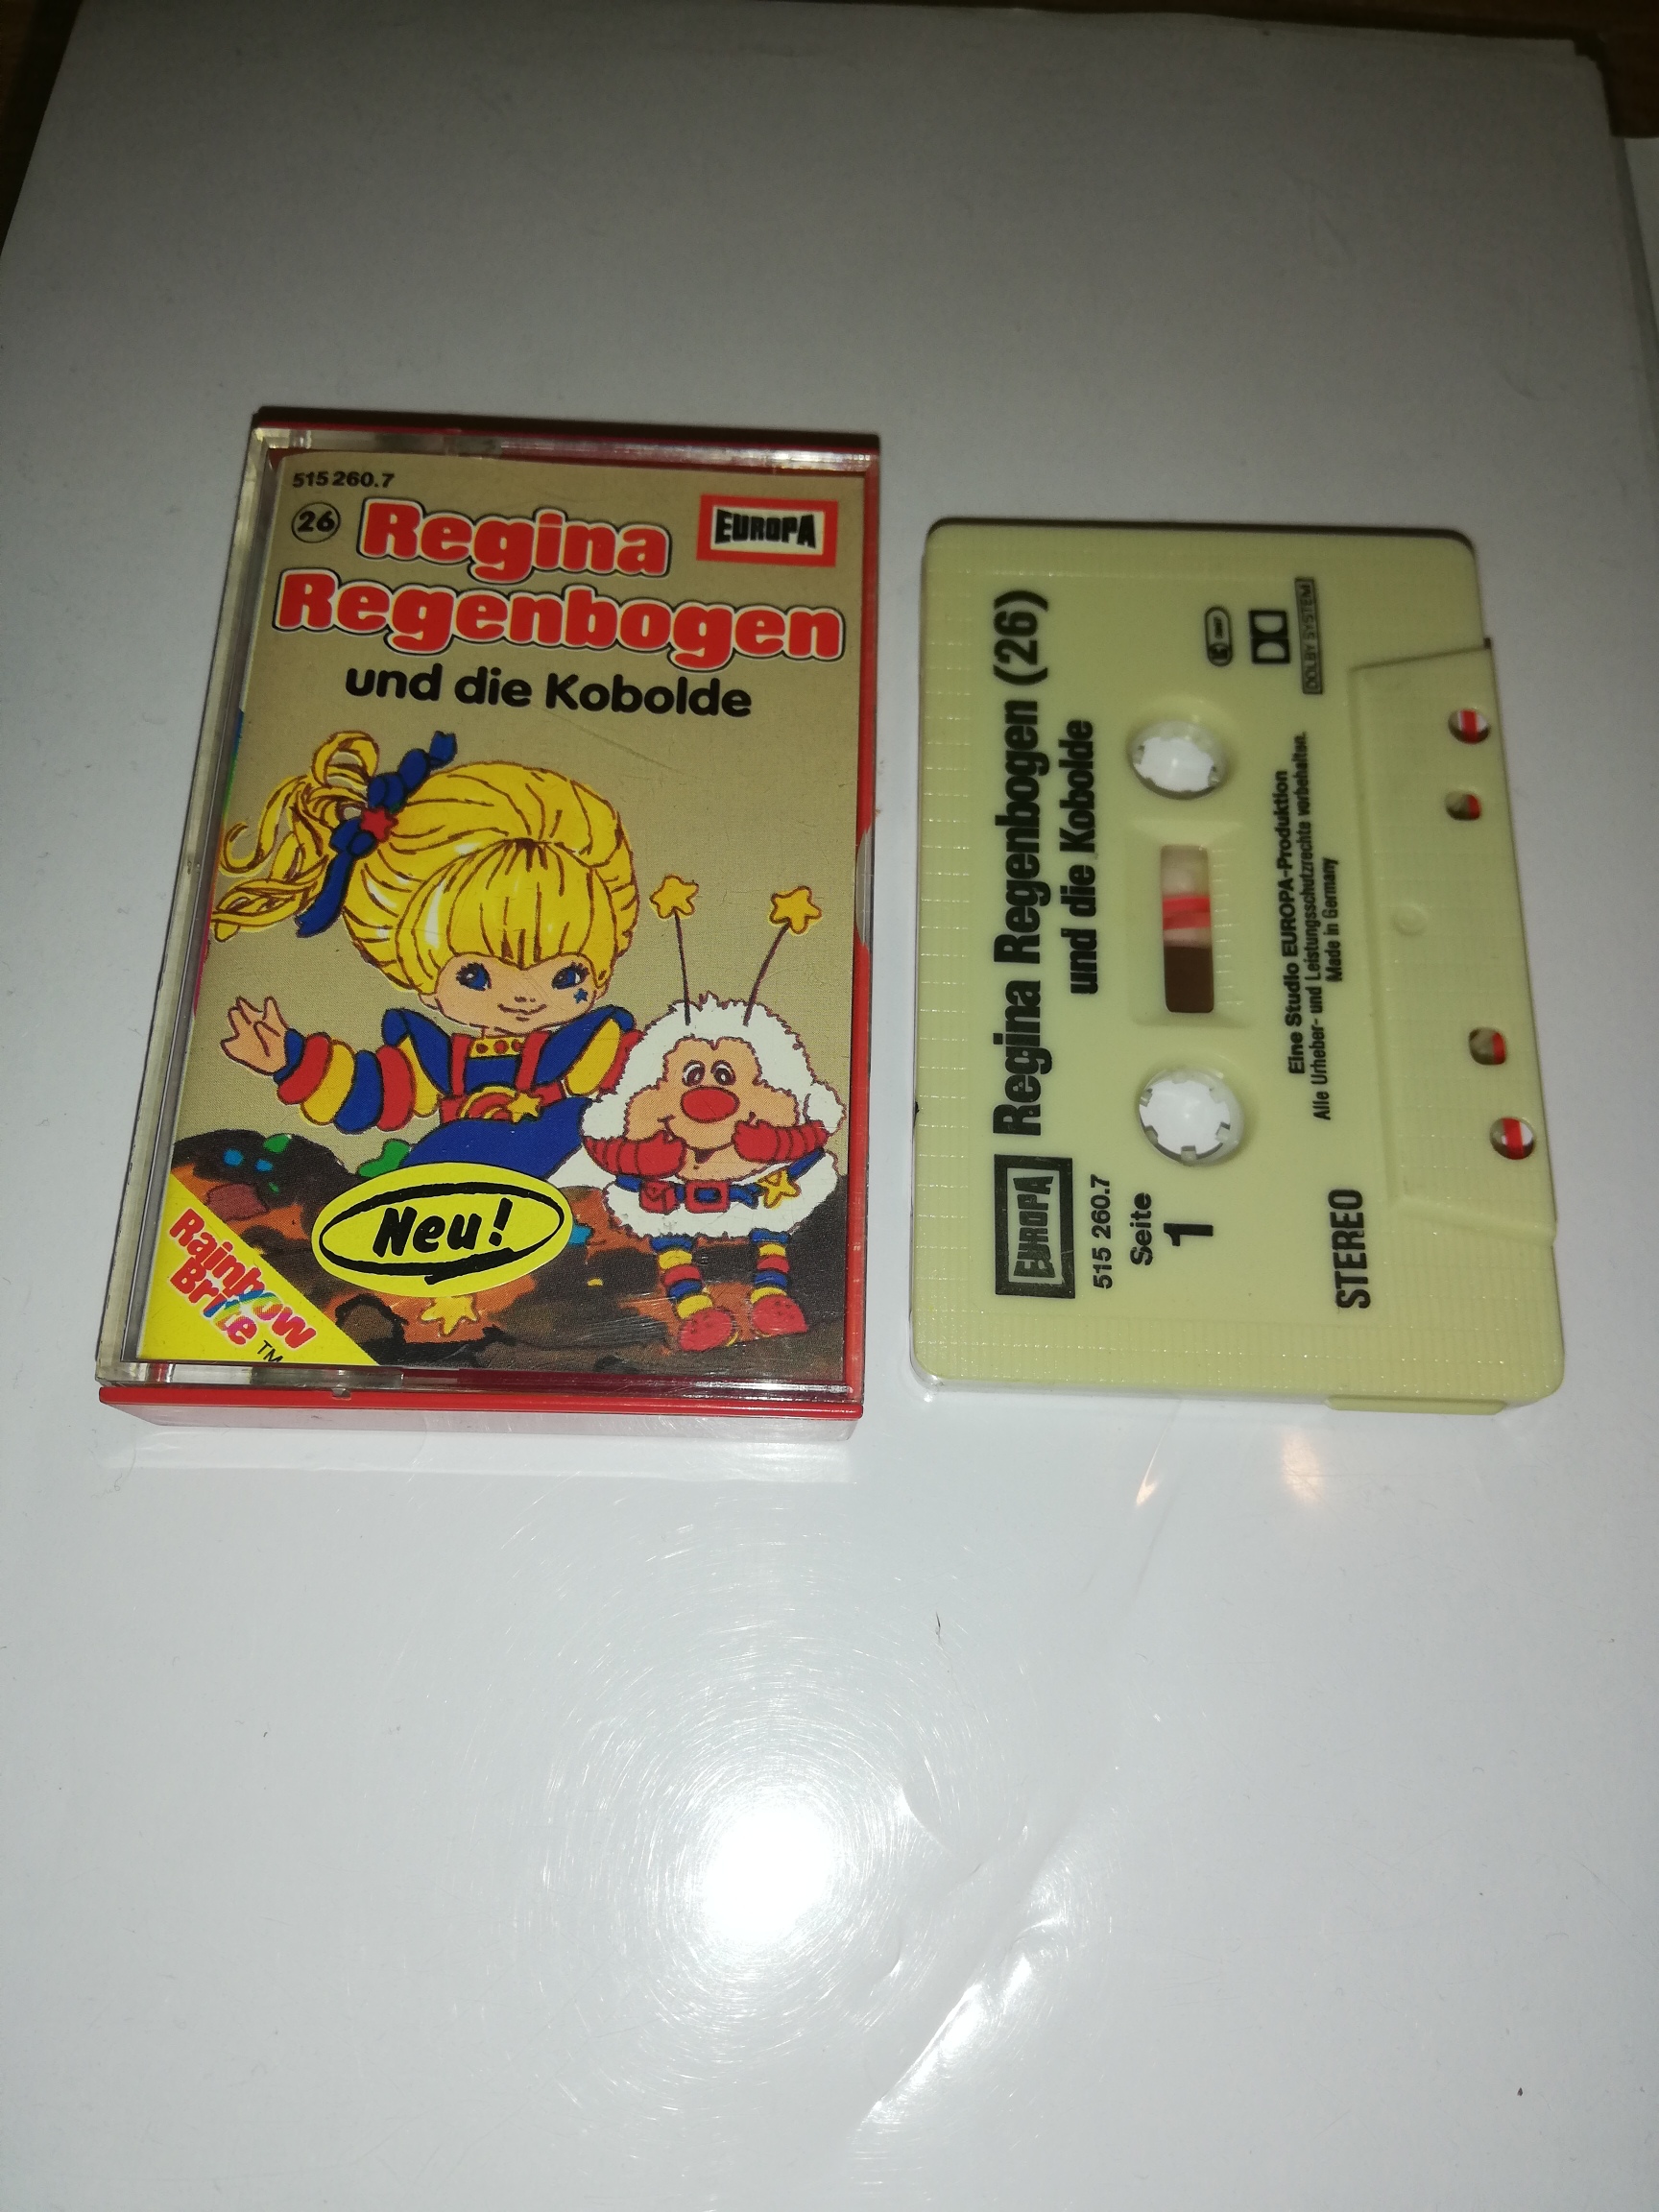 515 260.7
26
Regina
EUROPA
Regenbogen
und die Kobolde
Neu!
Rainbow
Brite TM
Regina Regenbogen (26)
und die Kobolde
EUROPA
515 260.7
Seite
1
STEREO
DOLBY SYSTEM
Eine Studio EUROPA-Produktion
Alle Urheber- und Leistungsschutzrechte vorbehalten.
Made in Germany